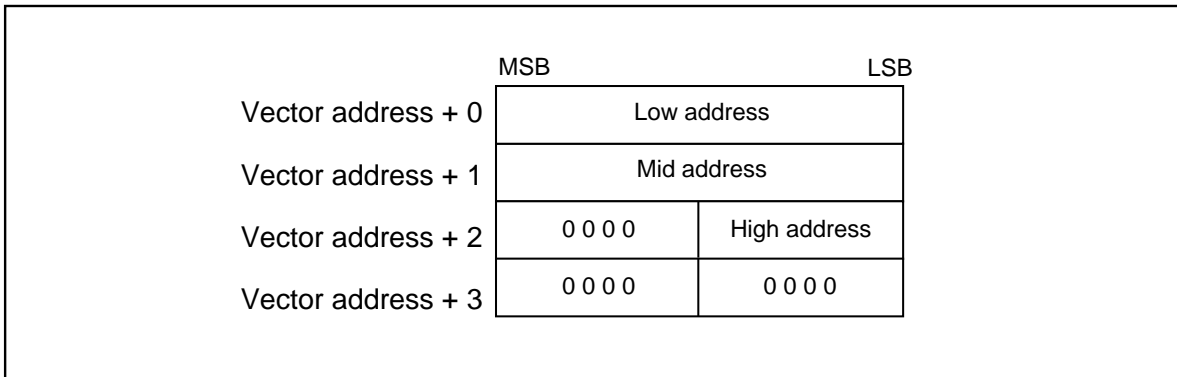 MSB LSB
Vector address + 0 Low address
Vector address + 1 Mid address
Vector address + 2 0 0 0 0 High address
Vector address + 3 0 0 0 0 0 0 0 0